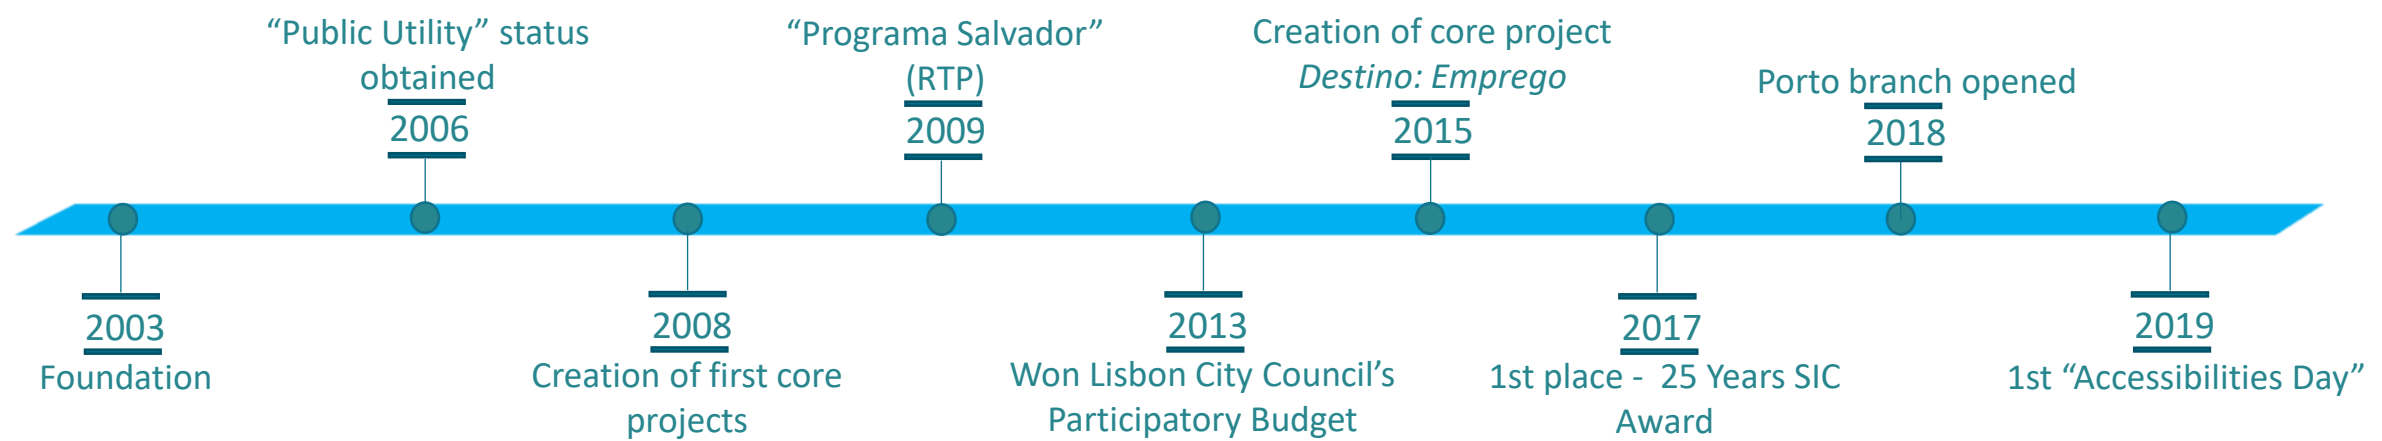 2003
Foundation
“Public Utility” status
obtained
2006
2008
Creation of first core
projects
“Programa Salvador”
(RTP)
2009
2013
Won Lisbon City Council’s
Participatory Budget
Creation of core project
Destino: Emprego
2015
2017
1st place - 25 Years SIC
Award
Porto branch opened
2018
2019
1st “Accessibilities Day”